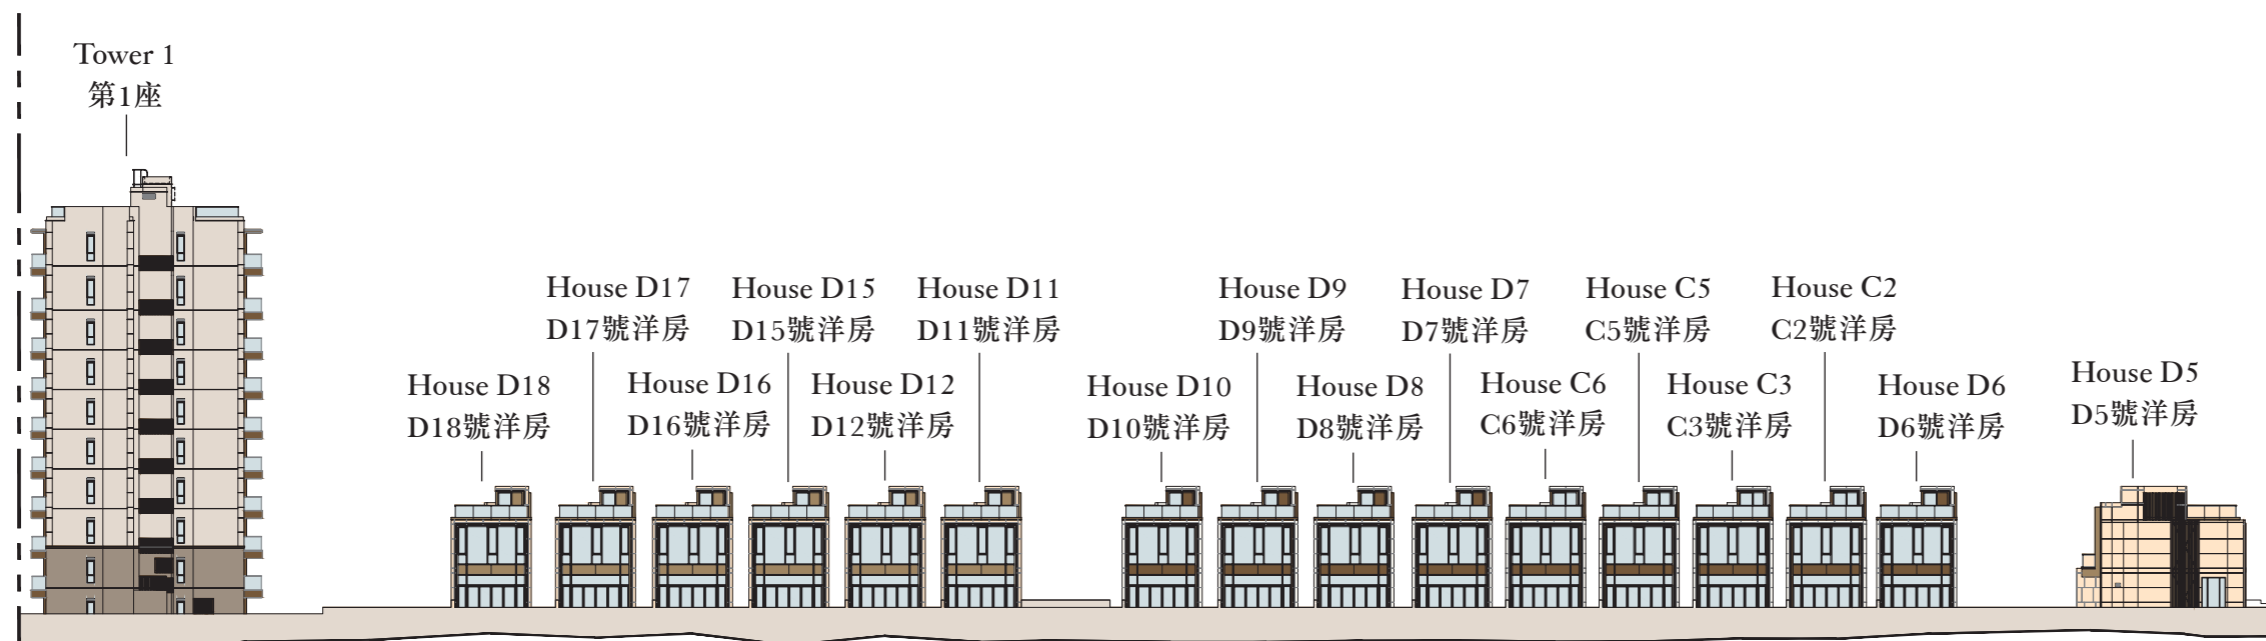 Tower 1
第1座
House D18
D18號洋房
House D17
D17號洋房
House D16
D16號洋房
House D15
D15號洋房
House D12
D12號洋房
House D11
D11號洋房
House D10
D10號洋房
House D9
D9號洋房
House D8
D8號洋房
House D7
D7號洋房
House C6
C6號洋房
House C5
C5號洋房
House C3
C3號洋房
House C2
C2號洋房
House D6
D6號洋房
House D5
D5號洋房